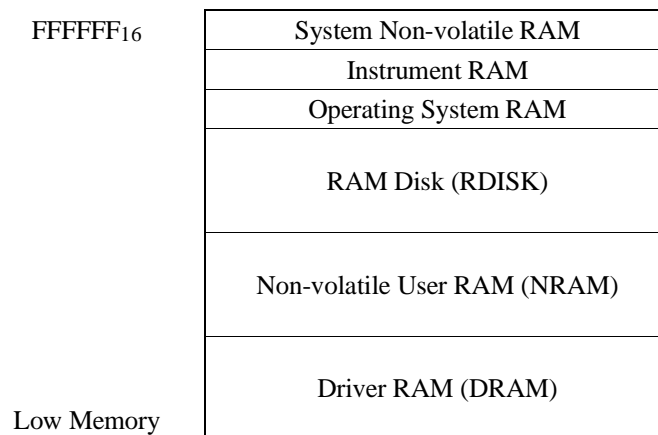 FFFFFF₁₆ System Non-volatile RAM
Instrument RAM
Operating System RAM
RAM Disk (RDISK)
Non-volatile User RAM (NRAM)
Driver RAM (DRAM)
Low Memory